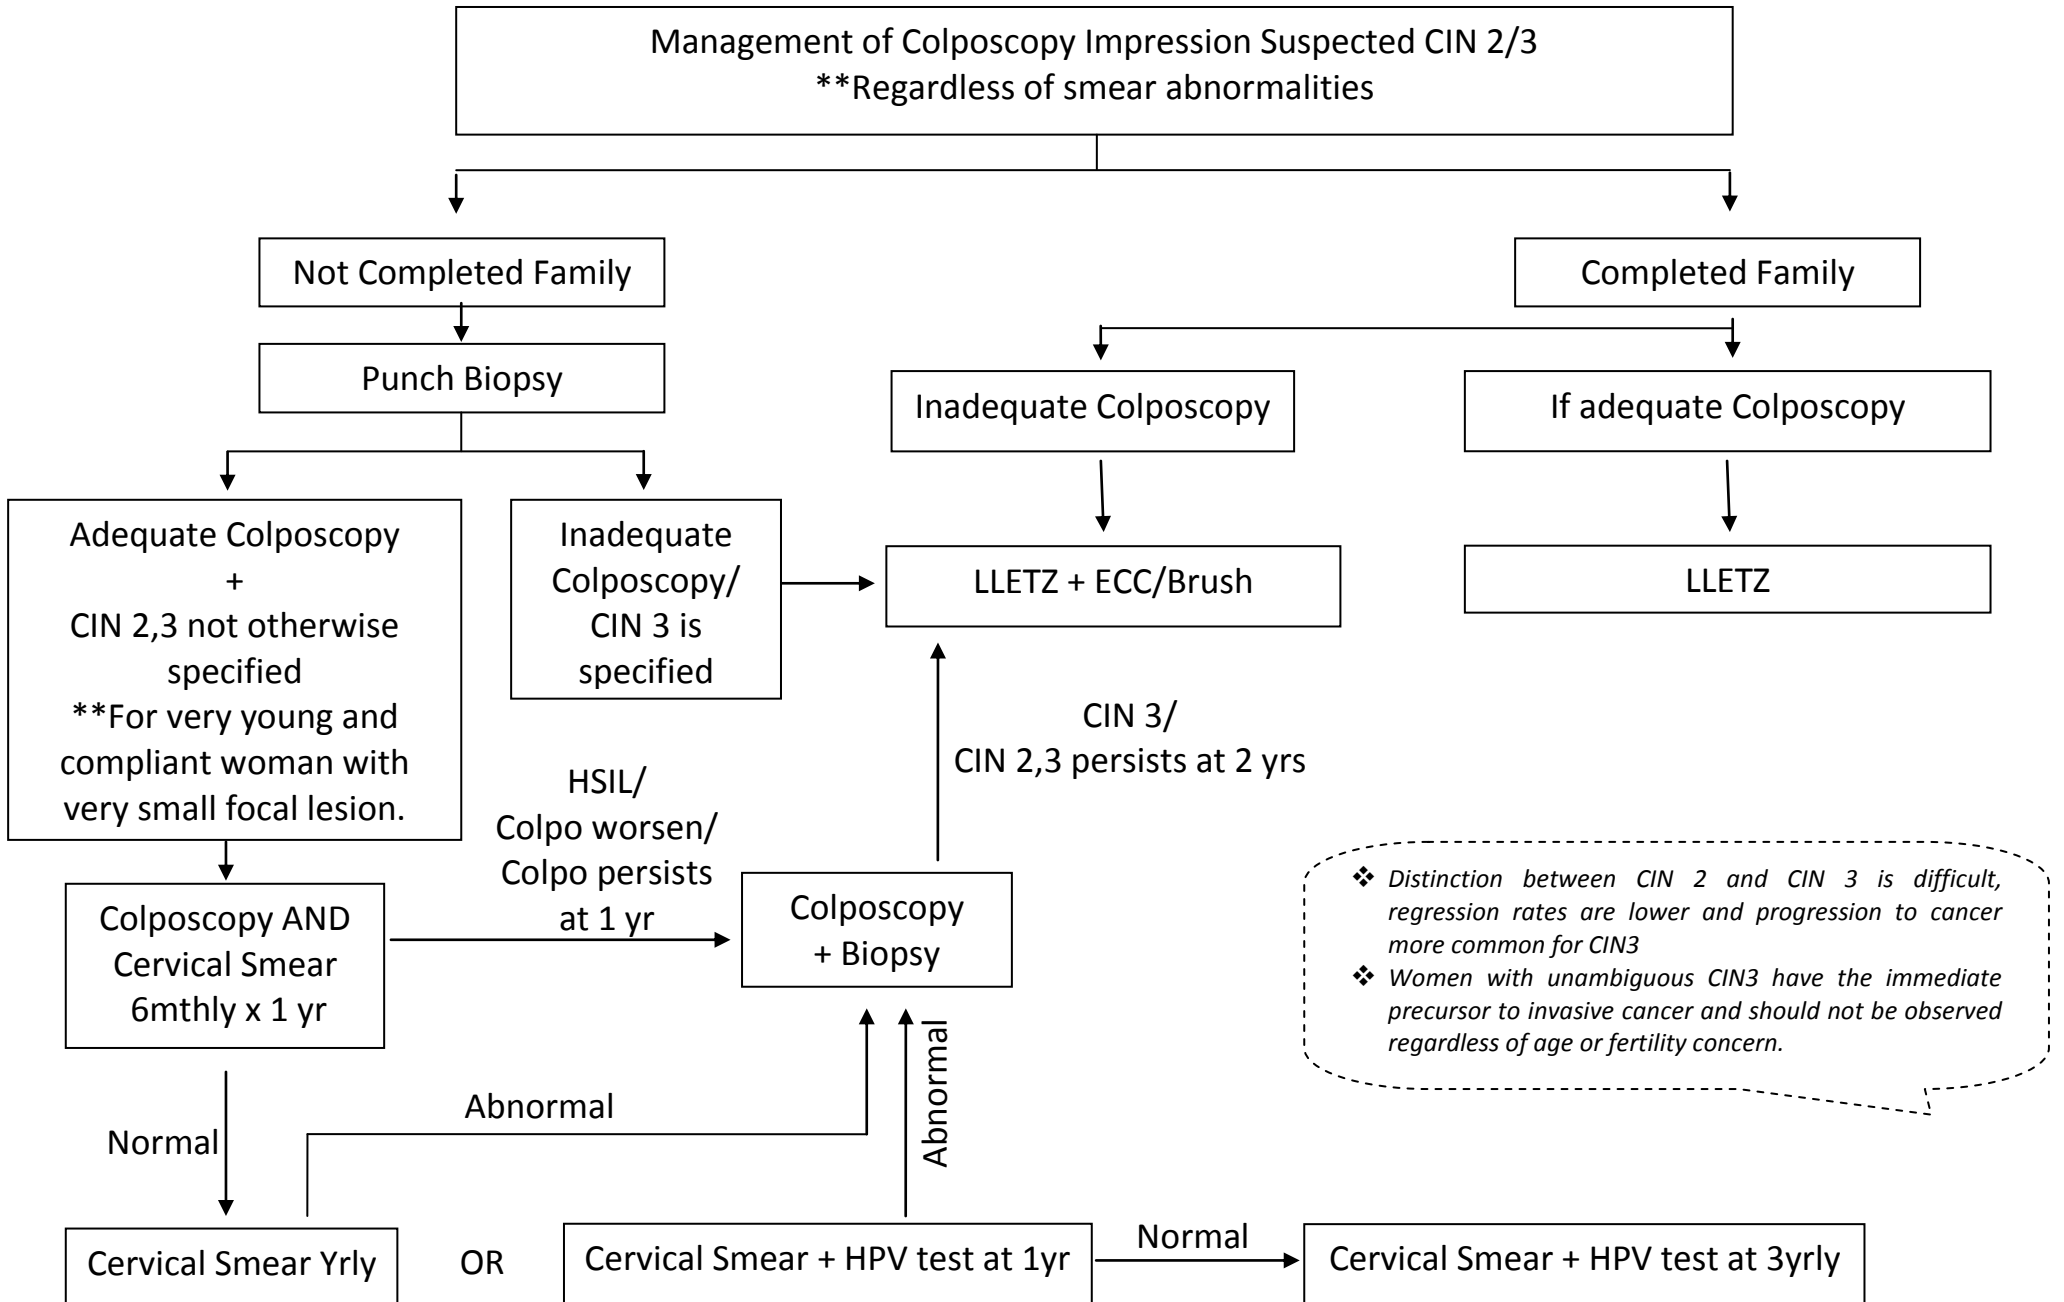 Management of Colposcopy Impression Suspected CIN 2/3
**Regardless of smear abnormalities
Not Completed Family
Completed Family
Punch Biopsy
Inadequate Colposcopy
If adequate Colposcopy
Adequate Colposcopy
+
CIN 2,3 not otherwise
specified
**For very young and
compliant woman with
very small focal lesion.
Inadequate
Colposcopy/
CIN 3 is
specified
LLETZ + ECC/Brush
LLETZ
CIN 3/
CIN 2,3 persists at 2 yrs
HSIL/
Colpo worsen/
Colpo persists
at 1 yr
Colposcopy AND
Cervical Smear
6mthly x 1 yr
Colposcopy
+ Biopsy
❖ Distinction between CIN 2 and CIN 3 is difficult,
regression rates are lower and progression to cancer
more common for CIN3
❖ Women with unambiguous CIN3 have the immediate
precursor to invasive cancer and should not be observed
regardless of age or fertility concern.
Normal
Abnormal
Abnormal
Cervical Smear Yrly
OR
Cervical Smear + HPV test at 1yr
Normal
Cervical Smear + HPV test at 3yrly